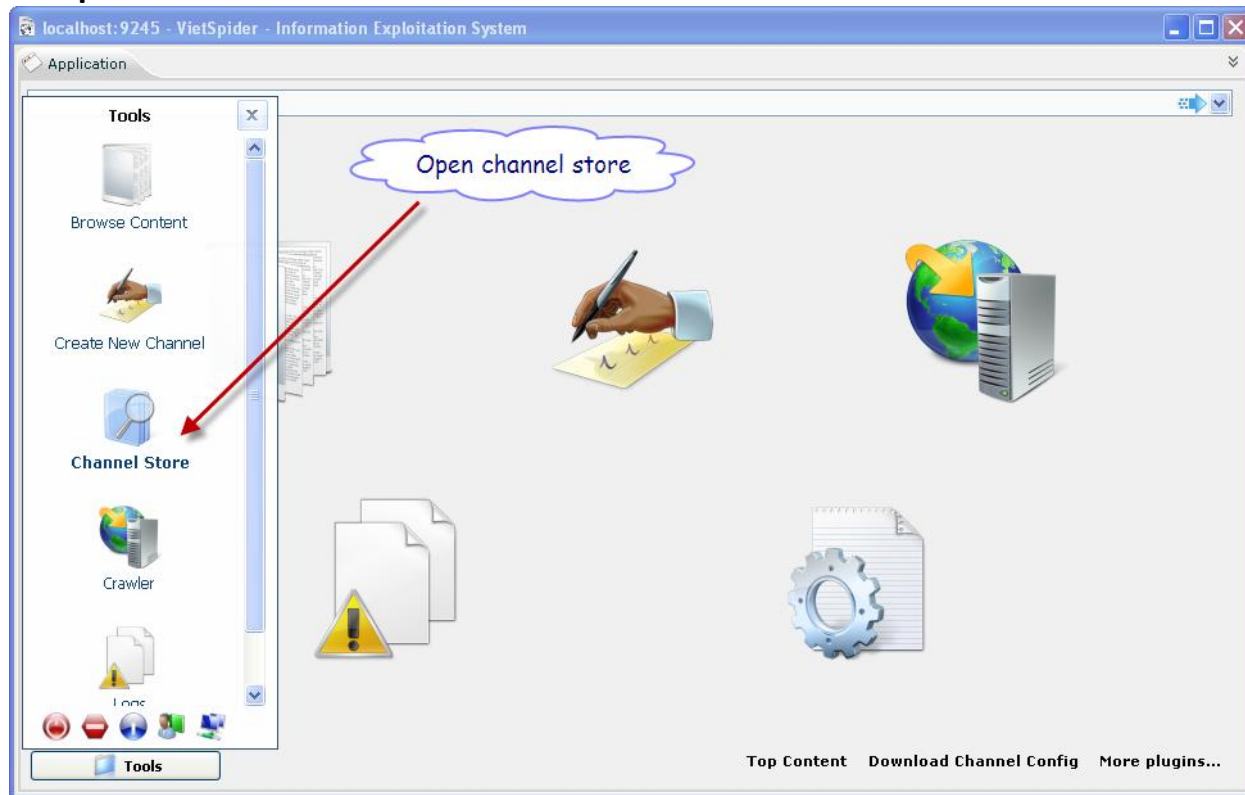 localhost:9245 - VietSpider - Information Exploitation System
Application
Tools
x
Open channel store
Browse Content
Create New Channel
Channel Store
Crawler
Logs
Tools
Top Content Download Channel Config More plugins...